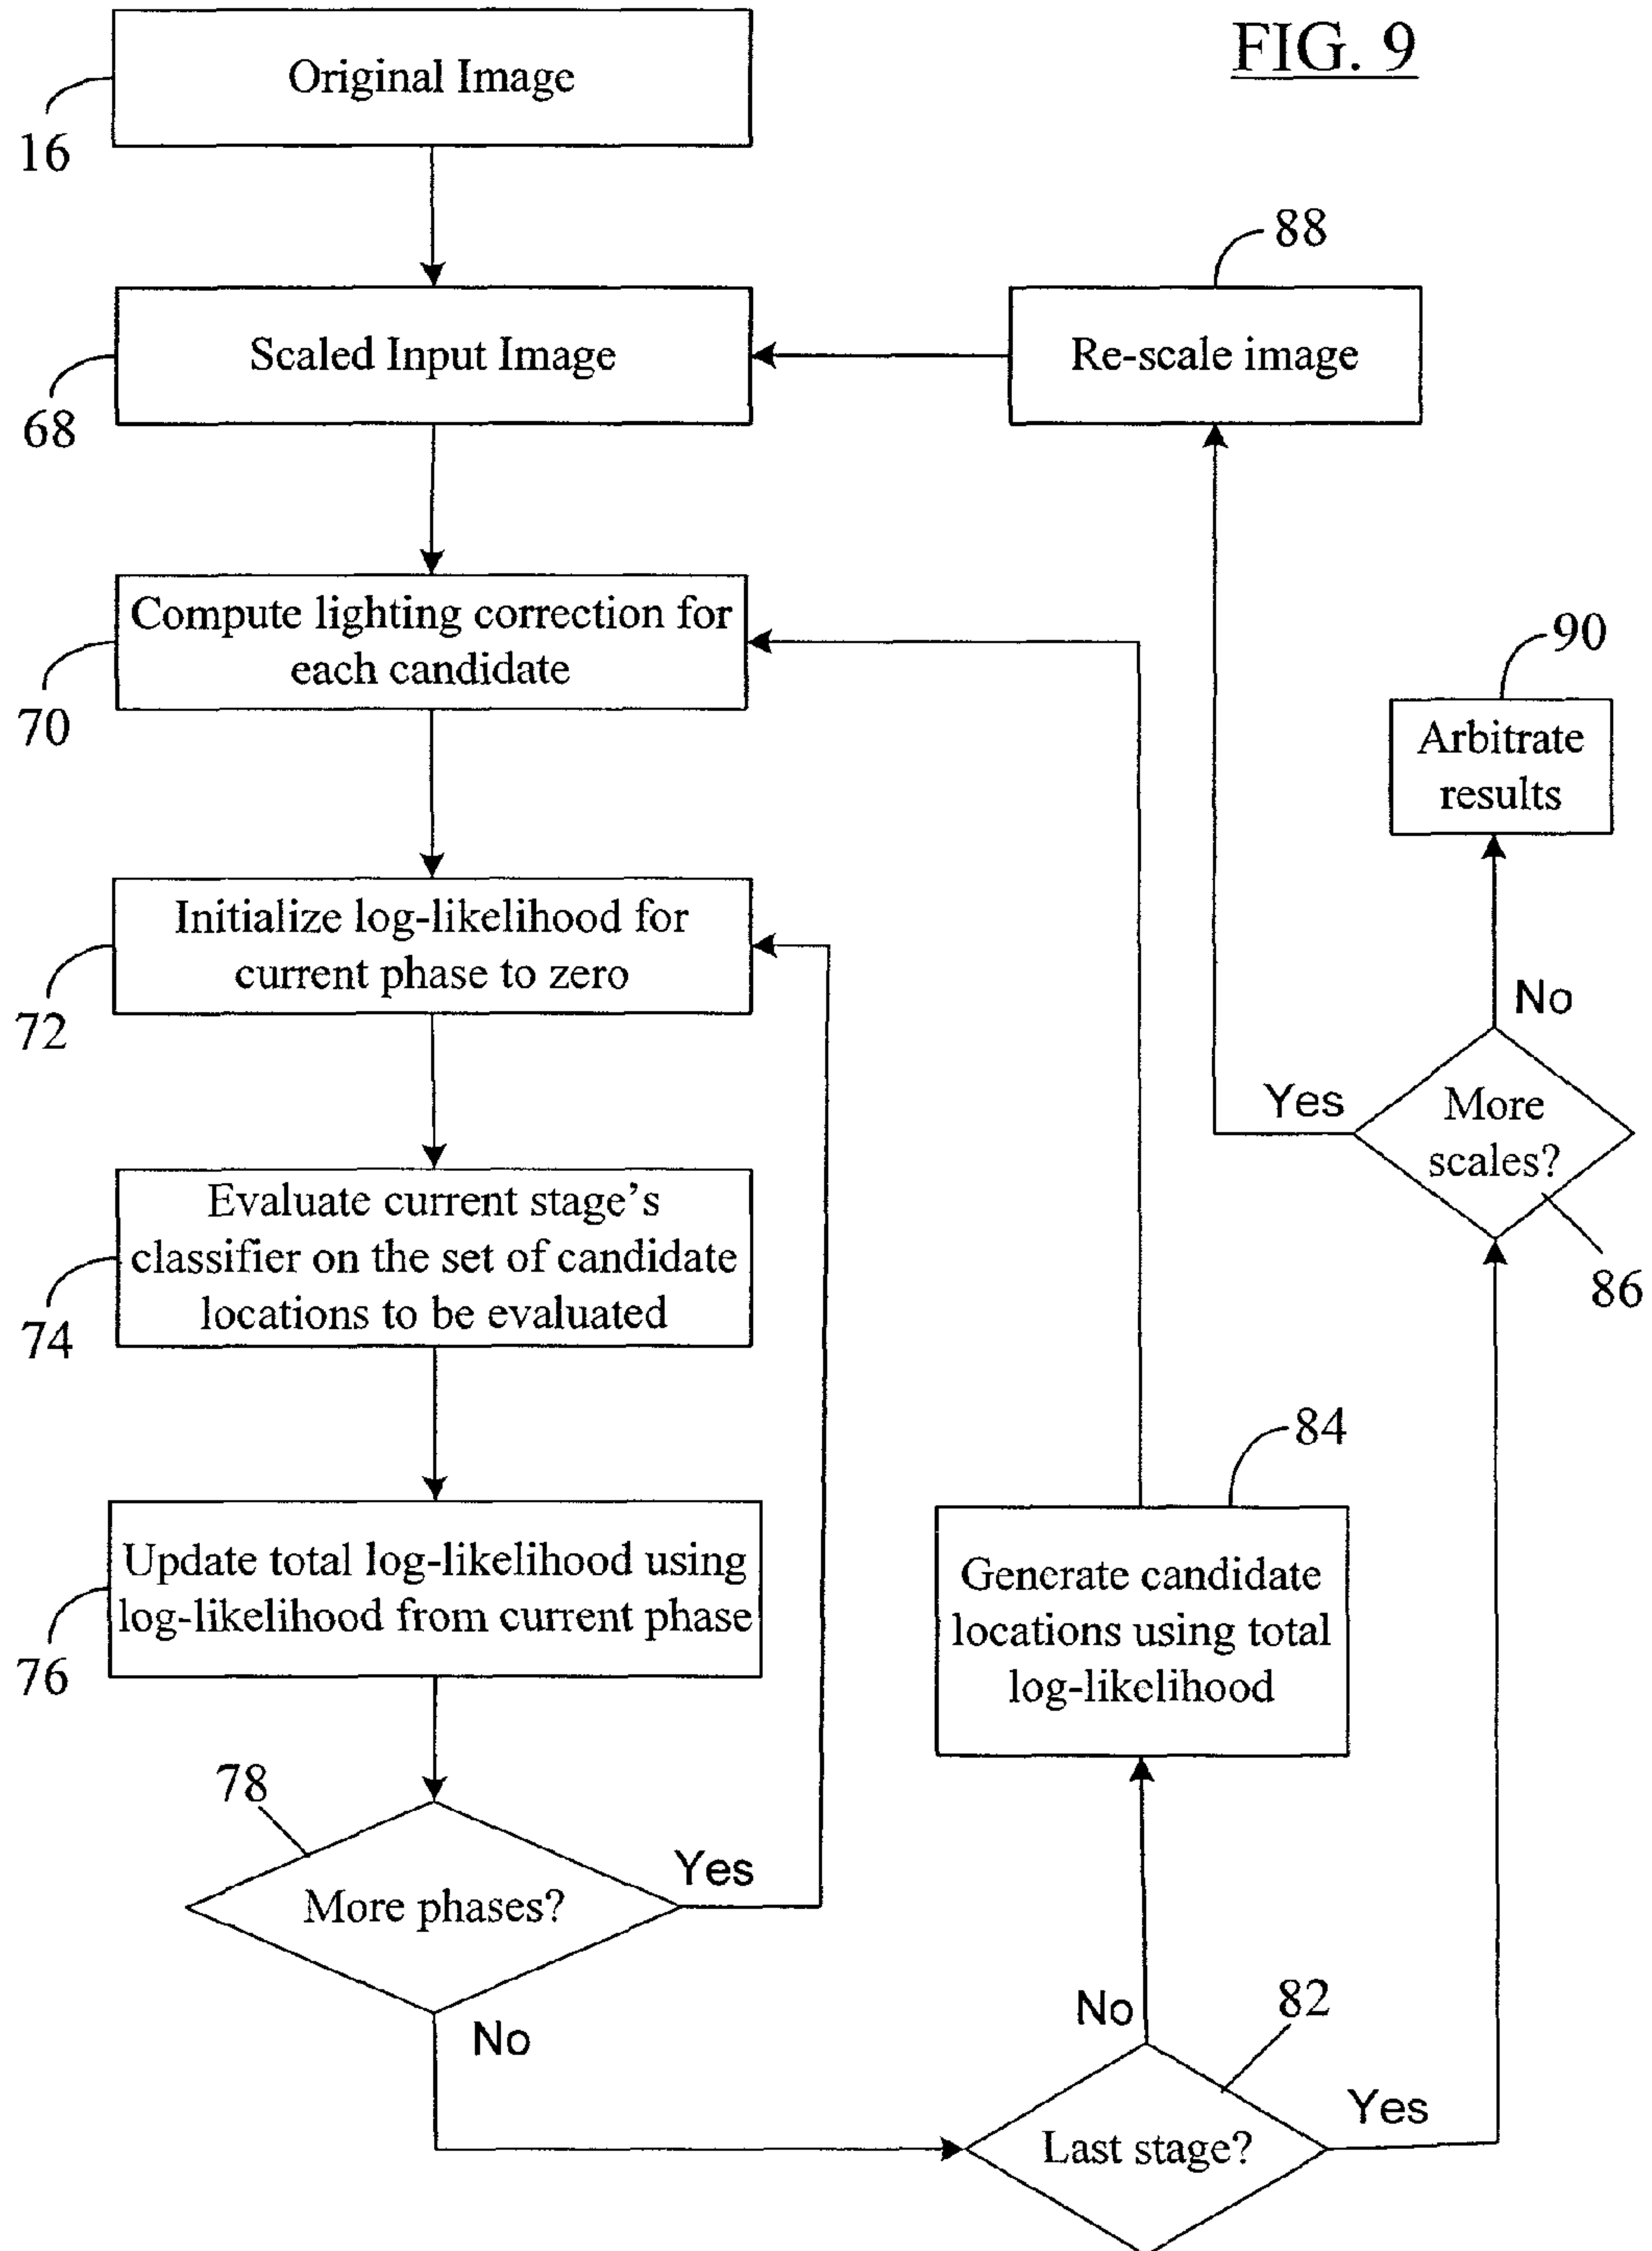 FIG. 9
Original Image
16
88
Scaled Input Image
Re-scale image
68
Compute lighting correction for
each candidate
70
90
Arbitrate
results
Initialize log-likelihood for
current phase to zero
72
No
Yes
More
scales?
86
Evaluate current stage's
classifier on the set of candidate
locations to be evaluated
74
84
Update total log-likelihood using
log-likelihood from current phase
76
Generate candidate
locations using total
log-likelihood
78
More phases?
Yes
No
No
82
Last stage?
Yes